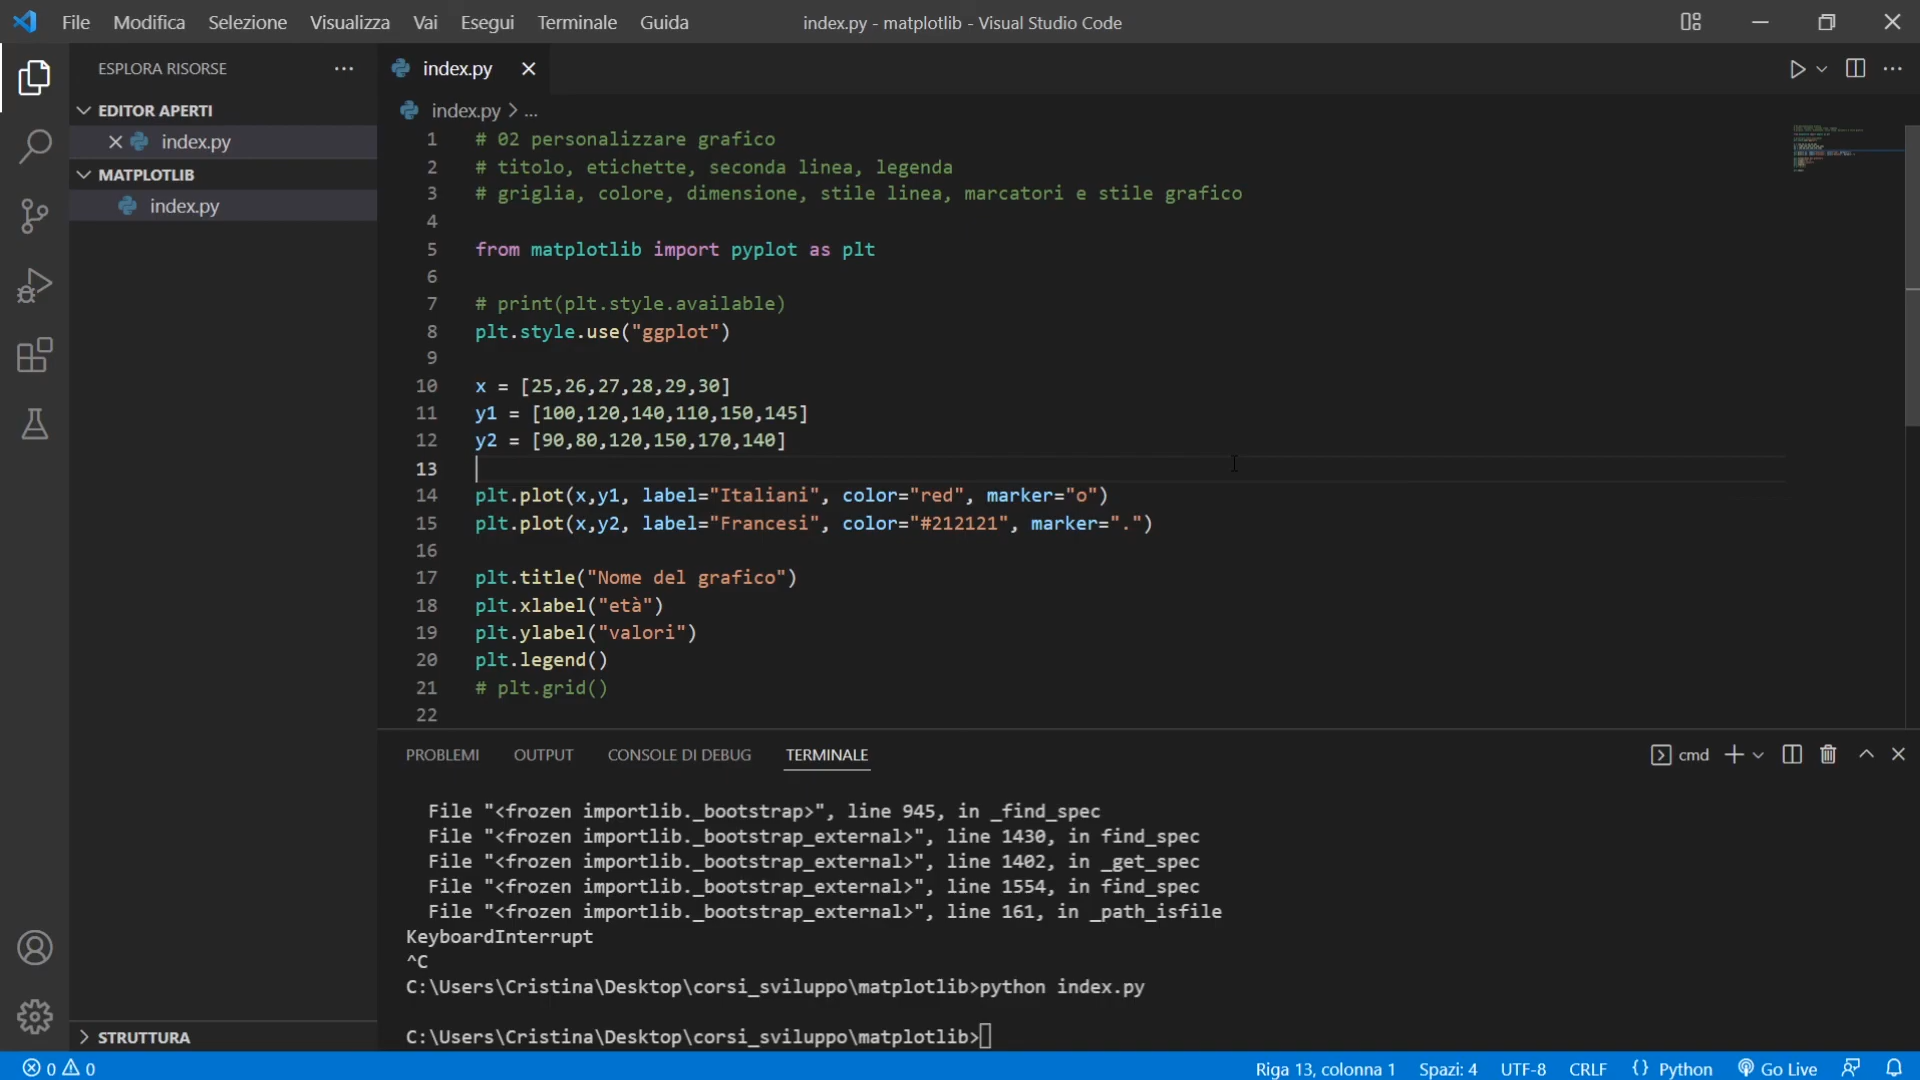 File Modifica Selezione Visualizza Vai Esegui Terminale Guida index.py - matplotlib - Visual Studio Code
ESPLORA RISORSE
EDITOR APERTI
index.py
MATPLOTLIB
index.py
STRUTTURA
index.py
index.py > ...
1 # 02 personalizzare grafico
2 # titolo, etichette, seconda linea, legenda
3 # griglia, colore, dimensione, stile linea, marcatori e stile grafico
4
5 from matplotlib import pyplot as plt
6
7 # print(plt.style.available)
8 plt.style.use("ggplot")
9
10 x = [25,26,27,28,29,30]
11 y1 = [100,120,140,110,150,145]
12 y2 = [90,80,120,150,170,140]
13
14 plt.plot(x,y1, label="Italiani", color="red", marker="o")
15 plt.plot(x,y2, label="Francesi", color="#212121", marker=".")
16
17 plt.title("Nome del grafico")
18 plt.xlabel("età")
19 plt.ylabel("valori")
20 plt.legend()
21 # plt.grid()
22
PROBLEMI OUTPUT CONSOLE DI DEBUG TERMINALE cmd
File "<frozen importlib._bootstrap>", line 945, in _find_spec
File "<frozen importlib._bootstrap_external>", line 1430, in find_spec
File "<frozen importlib._bootstrap_external>", line 1402, in _get_spec
File "<frozen importlib._bootstrap_external>", line 1554, in find_spec
File "<frozen importlib._bootstrap_external>", line 161, in _path_isfile
KeyboardInterrupt
^C
C:\Users\Cristina\Desktop\corsi_sviluppo\matplotlib>python index.py
C:\Users\Cristina\Desktop\corsi_sviluppo\matplotlib>
0 0 Riga 13, colonna 1 Spazi: 4 UTF-8 CRLF {} Python Go Live